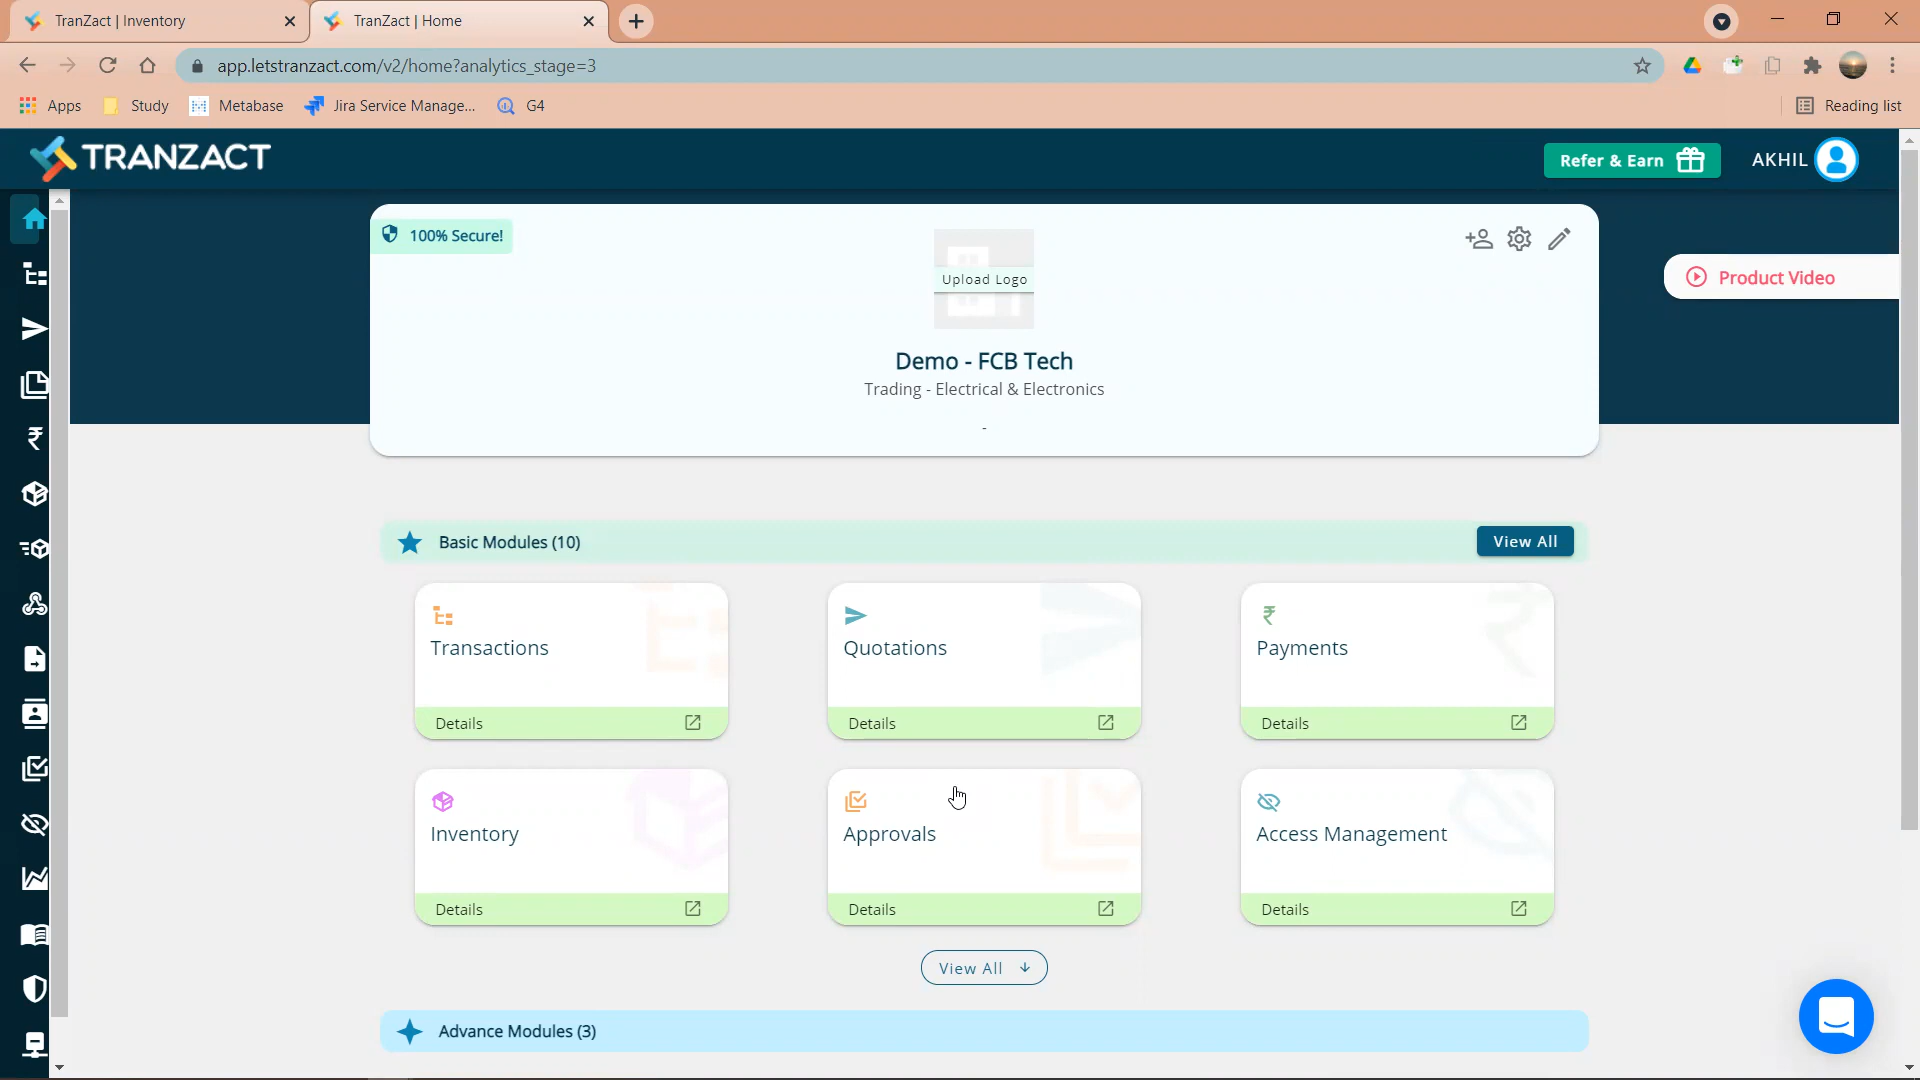 TranZact | Inventory
TranZact | Home
app.letstranzact.com/v2/home?analytics_stage=3
Apps
Study
Metabase
Jira Service Manage...
G4
Reading list
TRANZACT
Refer & Earn
AKHIL
100% Secure!
Upload Logo
Product Video
Demo - FCB Tech
Trading - Electrical & Electronics
-
Basic Modules (10)
View All
Transactions
Quotations
Payments
Details
Details
Details
Inventory
Approvals
Access Management
Details
Details
Details
View All
Advance Modules (3)